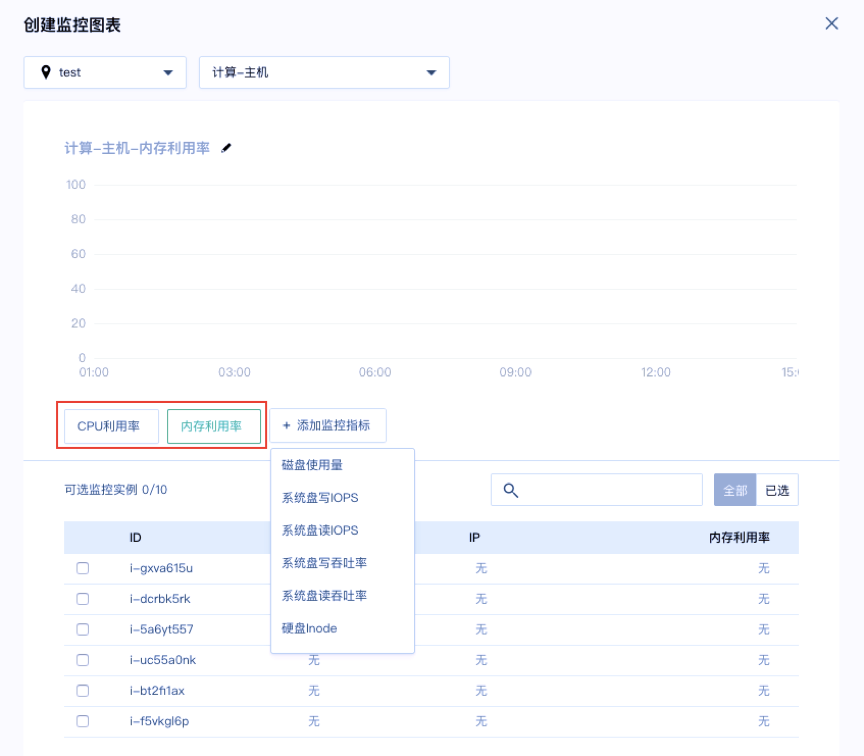 创建监控图表
test
计算-主机
计算-主机-内存利用率
100
80
60
40
20
0
01:00 03:00 06:00 09:00 12:00 15:
CPU利用率 内存利用率 + 添加监控指标
磁盘使用量
系统盘写IOPS
系统盘读IOPS
系统盘写吞吐率
系统盘读吞吐率
硬盘Inode
可选监控实例 0/10
全部 已选
ID IP 内存利用率
i-gxva615u 无 无
i-dcrbk5rk 无 无
i-5a6yt557 无 无
i-uc55a0nk 无 无 无
i-bt2fi1ax 无 无 无
i-f5vkgl6p 无 无 无